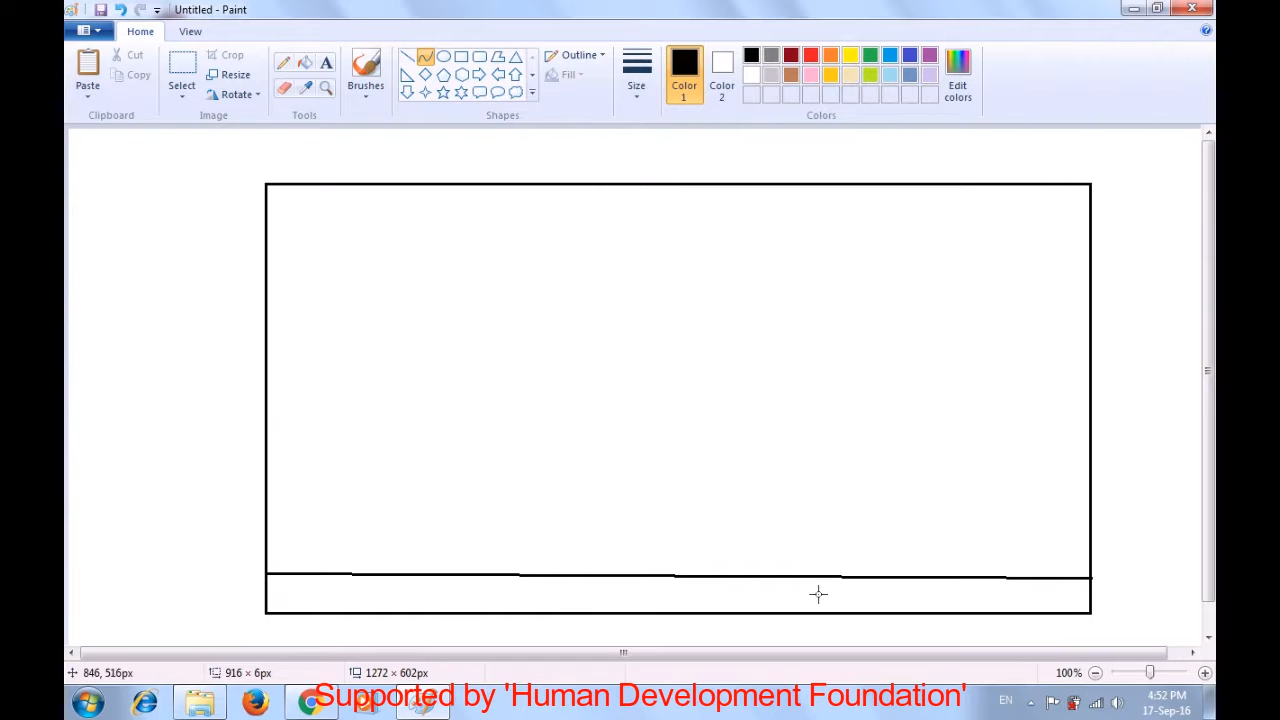 Untitled - Paint
Home View
Paste
Cut
Copy
Clipboard
Select
Crop
Resize
Rotate
Image
A
Tools
Brushes
Shapes
Outline
Fill
Size
Color 1
Color 2
Edit colors
Colors
846, 516px
916 × 6px
1272 × 602px
100%
EN
4:52 PM
17-Sep-16
Supported by 'Human Development Foundation'